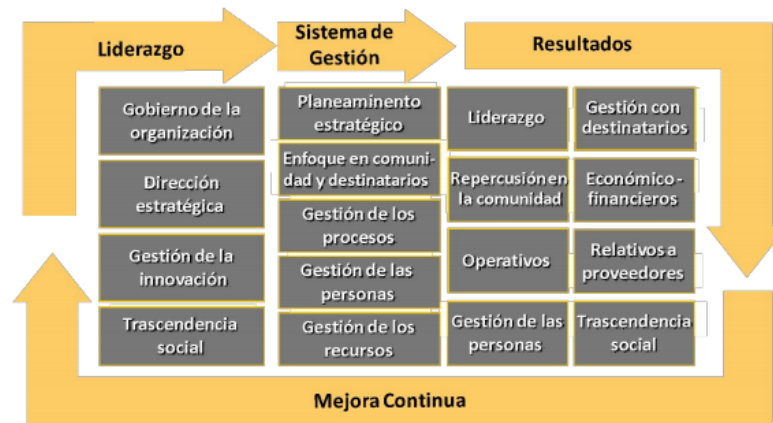 Liderazgo
Sistema de
Gestión
Resultados
Gobierno de la
organización
Dirección
estratégica
Gestión de la
innovación
Trascendencia
social
Planeaminento
estratégico
Enfoque en comuni-
dad y destinatarios
Gestión de los
procesos
Gestión de las
personas
Gestión de los
recursos
Liderazgo
Repercusión en
la comunidad
Operativos
Gestión de las
personas
Gestión con
destinatarios
Económico-
financieros
Relativos a
proveedores
Trascendencia
social
Mejora Continua